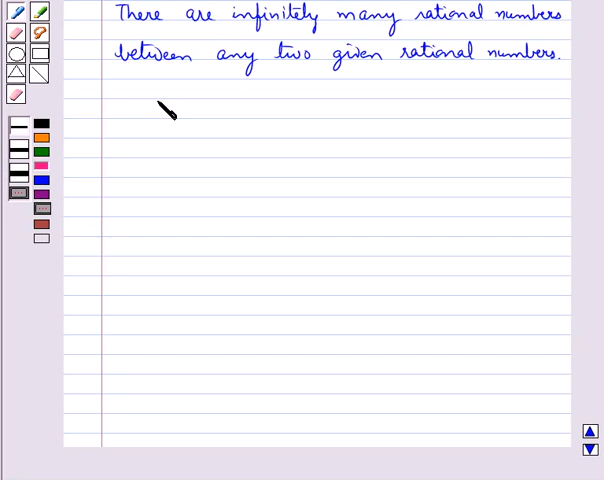 There are infinitely many rational numbers
between any two given rational numbers.